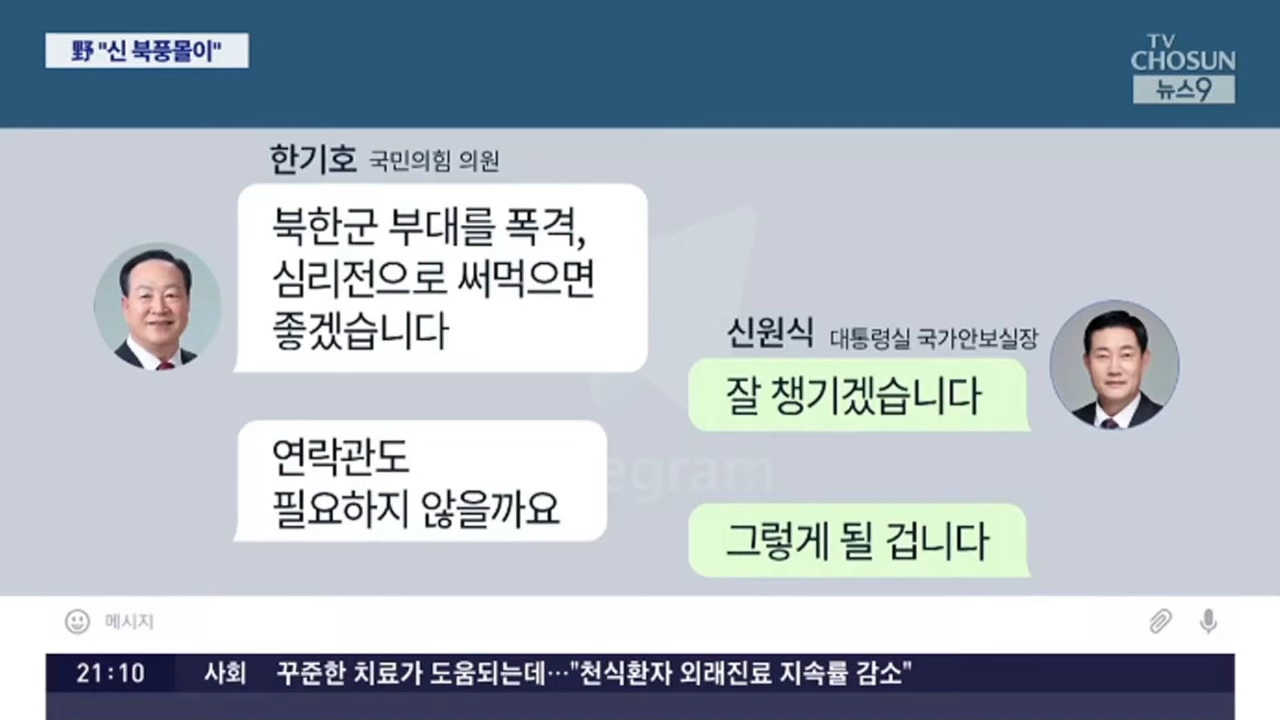 野 "신 북풍몰이"
TV
CHOSUN
뉴스9
한기호 국민의힘 의원
북한군 부대를 폭격,
심리전으로 써먹으면
좋겠습니다
신원식 대통령실 국가안보실장
잘 챙기겠습니다
연락관도
필요하지 않을까요
egram
그렇게 될 겁니다
메시지
21:10 사회 꾸준한 치료가 도움되는데…"천식환자 외래진료 지속률 감소"